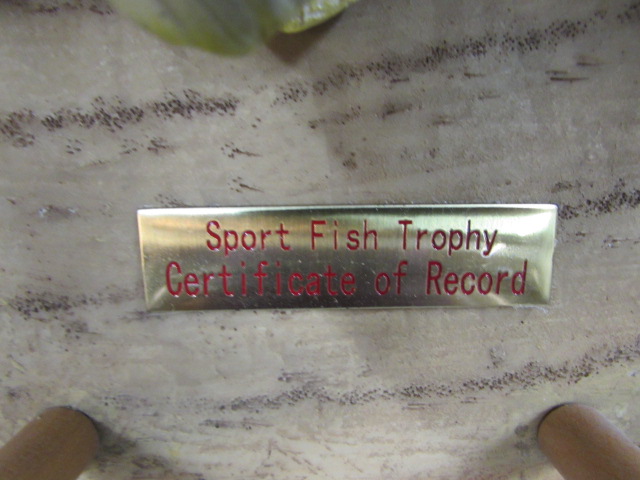 Sport Fish Trophy
Certificate of Record